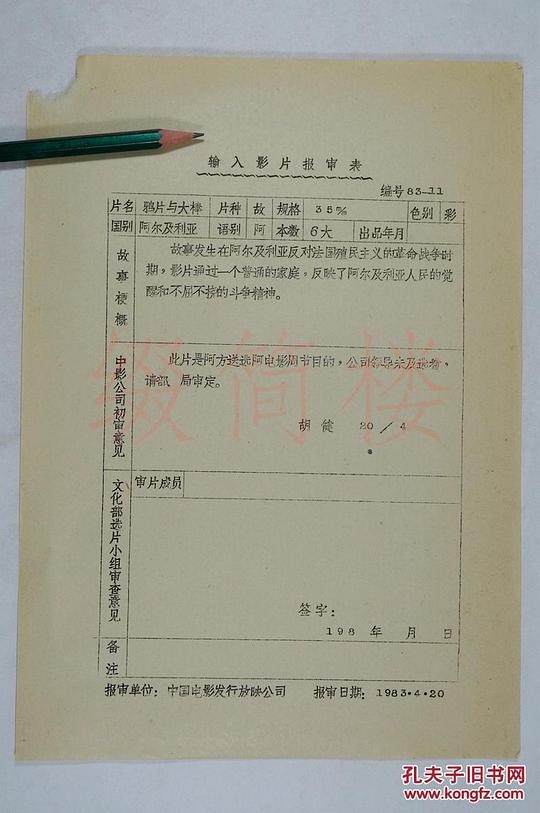 输入影片报审表
编号83-11
片名 鸦片与大棒 片种 故 规格 35% 色别 彩
国别 阿尔及利亚 语别 阿 本数 6大 出品年月
故事梗概
故事发生在阿尔及利亚反对法国殖民主义的革命战争时
期，影片通过一个普通的家庭，反映了阿尔及利亚人民的觉
醒和不屈不挠的斗争精神。
中影公司初审意见
此片是阿方送选阿电影周节目的，公司领导未及选看，
请部 局审定。
胡健 20/4
文化部选片小组审查意见
审片成员
签字：
198 年 月 日
备注
报审单位：中国电影发行放映公司 报审日期：1983·4·20
缀简楼
孔夫子旧书网
www.kongfz.com